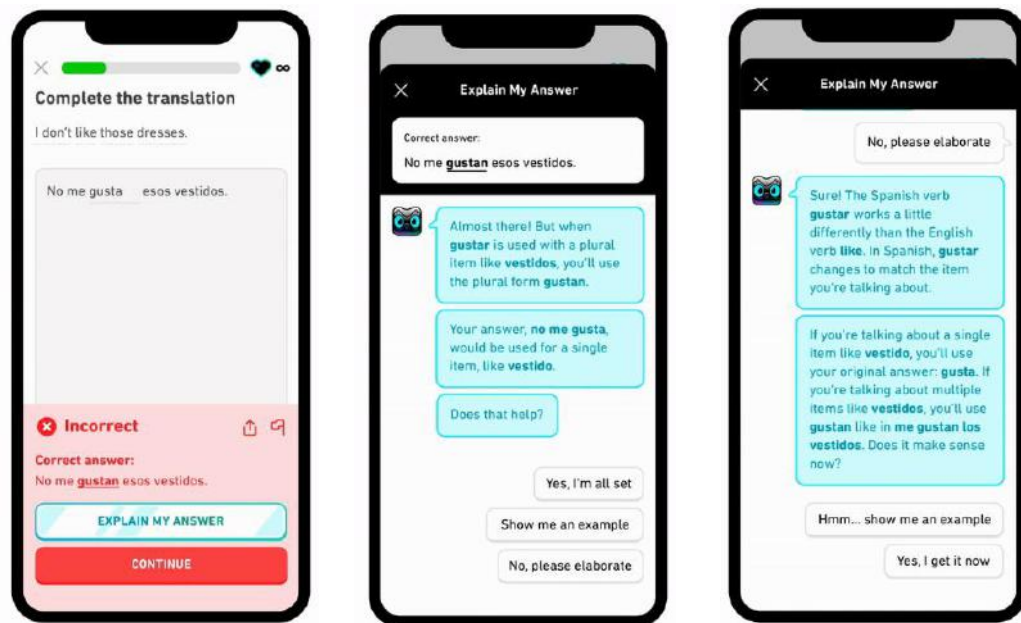 ∞
Complete the translation
I don't like those dresses.
No me gusta esos vestidos.
Incorrect
Correct answer:
No me gustan esos vestidos.
EXPLAIN MY ANSWER
CONTINUE
Explain My Answer
Correct answer:
No me gustan esos vestidos.
Almost there! But when
gustar is used with a plural
item like vestidos, you'll use
the plural form gustan.
Your answer, no me gusta,
would be used for a single
item, like vestido.
Does that help?
Yes, I'm all set
Show me an example
No, please elaborate
Explain My Answer
No, please elaborate
Sure! The Spanish verb
gustar works a little
differently than the English
verb like. In Spanish, gustar
changes to match the item
you're talking about.
If you're talking about a single
item like vestido, you'll use
your original answer: gusta. If
you're talking about multiple
items like vestidos, you'll use
gustan like in me gustan los
vestidos. Does it make sense
now?
Hmm... show me an example
Yes, I get it now